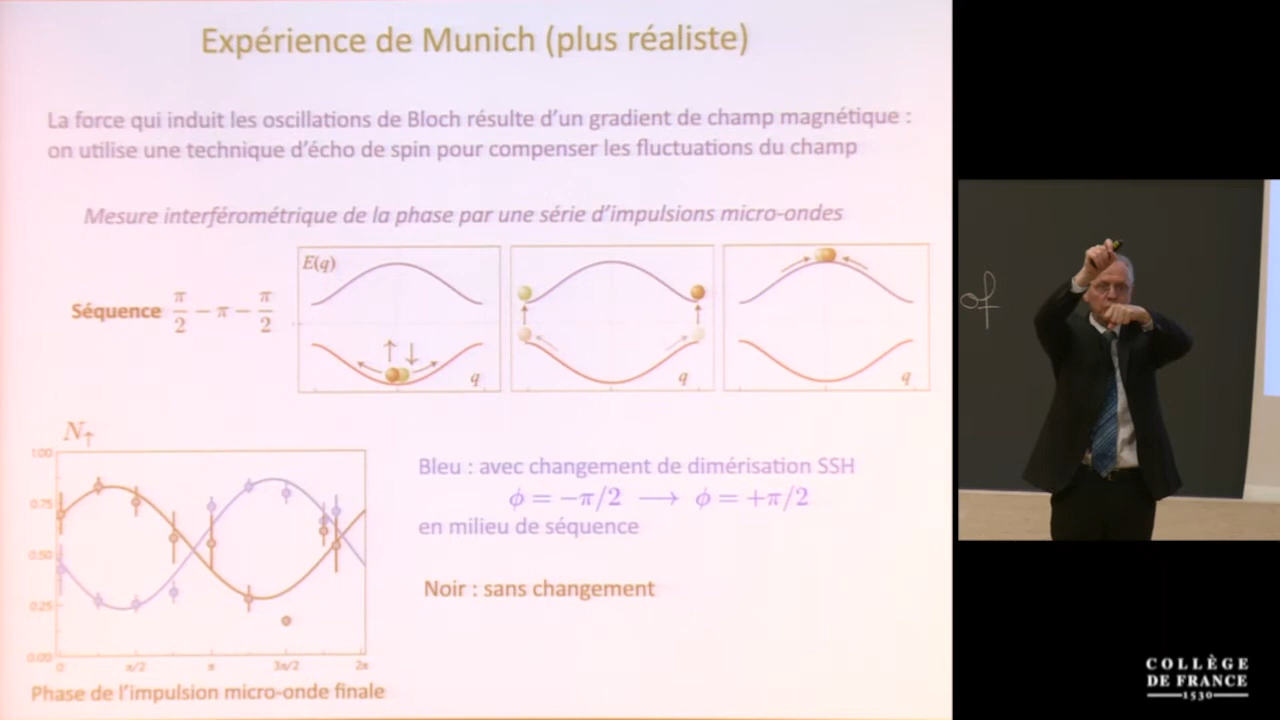 Expérience de Munich (plus réaliste)
La force qui induit les oscillations de Bloch résulte d'un gradient de champ magnétique :
on utilise une technique d'écho de spin pour compenser les fluctuations du champ
Mesure interférométrique de la phase par une série d'impulsions micro-ondes
Séquence π/2 − π − π/2
E(q)
↑ ↓
q
q
q
N↑
1.00
0.75
0.50
0.25
0.00
0 π/2 π 3π/2 2π
Phase de l'impulsion micro-onde finale
Bleu : avec changement de dimérisation SSH
ϕ = −π/2 ⟶ ϕ = +π/2
en milieu de séquence
Noir : sans changement
of
COLLÈGE
DE FRANCE
1530